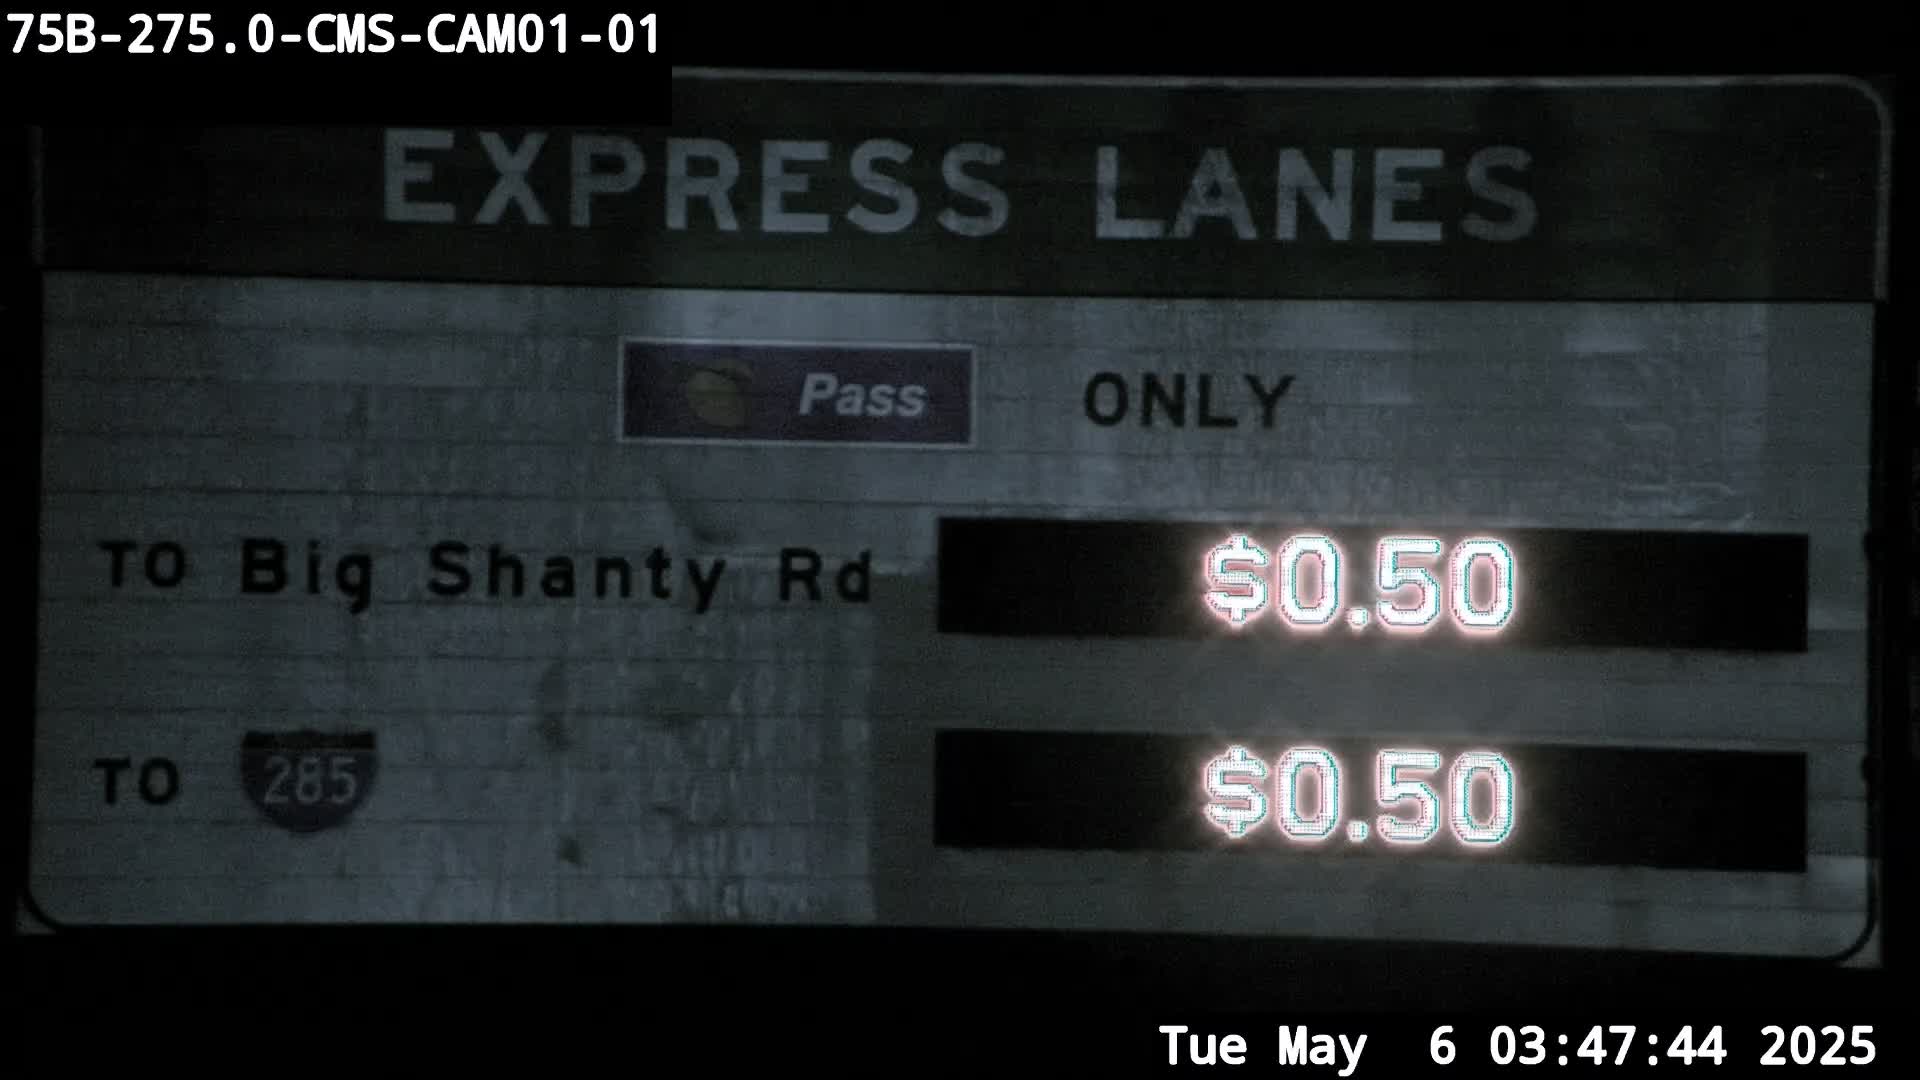 75B-275.0-CMS-CAM01-01
EXPRESS LANES
Pass ONLY
TO Big Shanty Rd $0.50
TO 285 $0.50
Tue May 6 03:47:44 2025